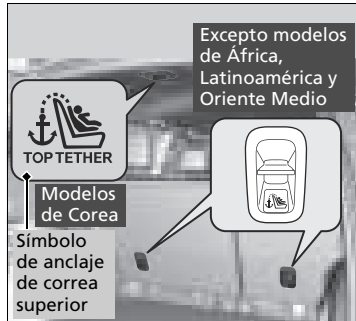 Excepto modelos
de África,
Latinoamérica y
Oriente Medio
TOP TETHER
Modelos
de Corea
Símbolo
de anclaje
de correa
superior